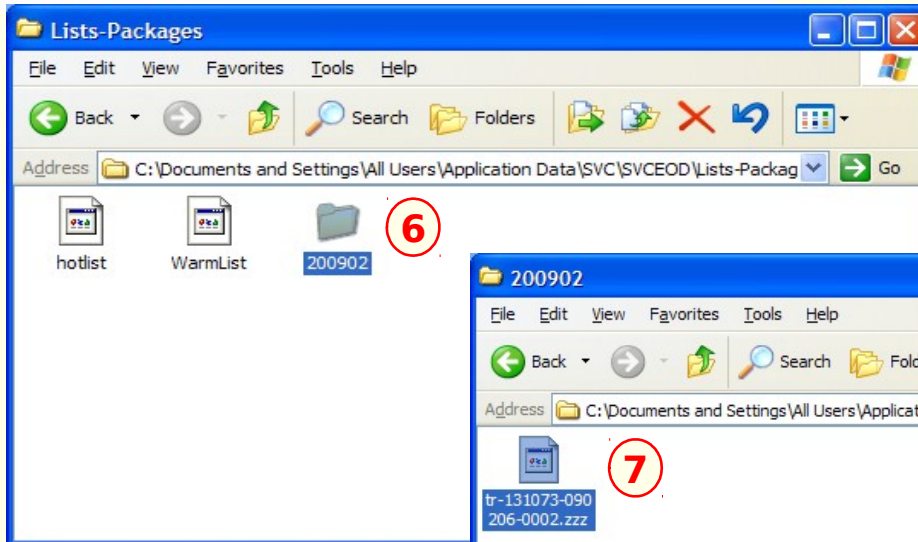 Lists-Packages
File Edit View Favorites Tools Help
Back Search Folders
Address C:\Documents and Settings\All Users\Application Data\SVC\SVCEOD\Lists-Packag Go
6
hotlist WarmList 200902
200902
File Edit View Favorites Tools Help
Back Search Fold
Address C:\Documents and Settings\All Users\Applicat
7
tr-131073-090
206-0002.zzz